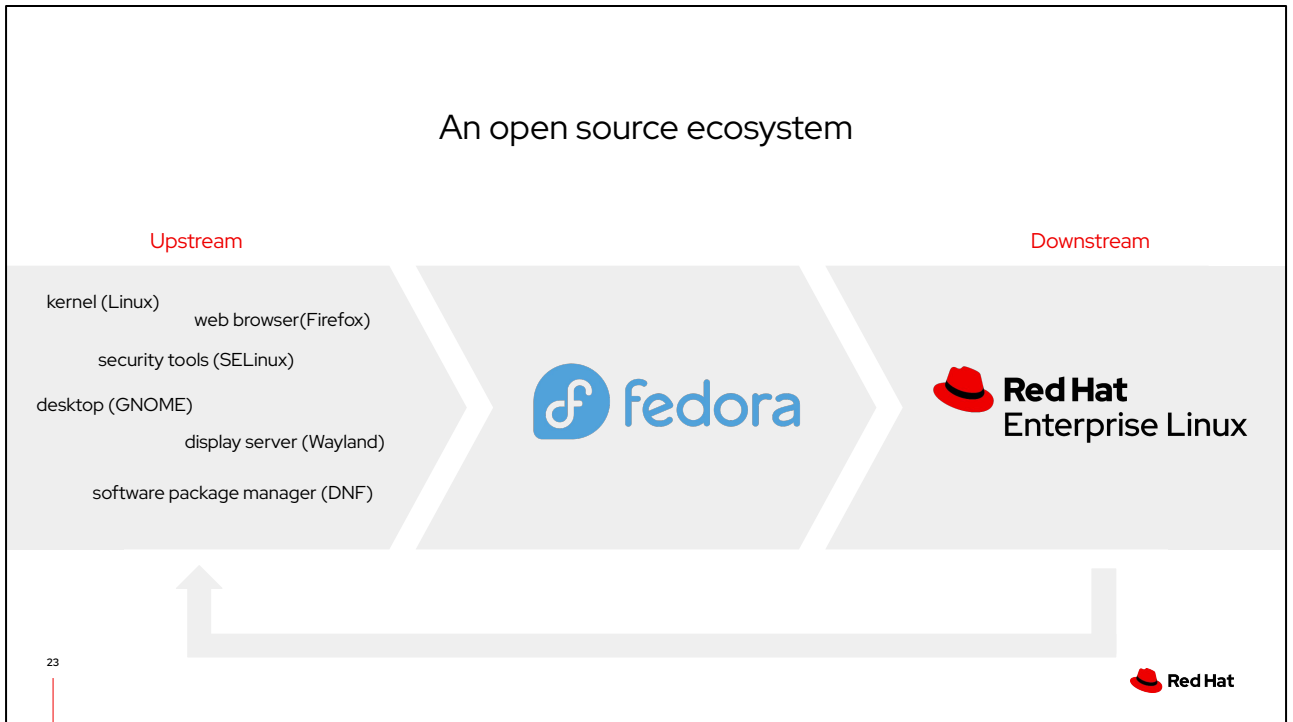 An open source ecosystem
Upstream
Downstream
kernel (Linux)
web browser(Firefox)
security tools (SELinux)
desktop (GNOME)
display server (Wayland)
software package manager (DNF)
fedora
Red Hat
Enterprise Linux
23
Red Hat